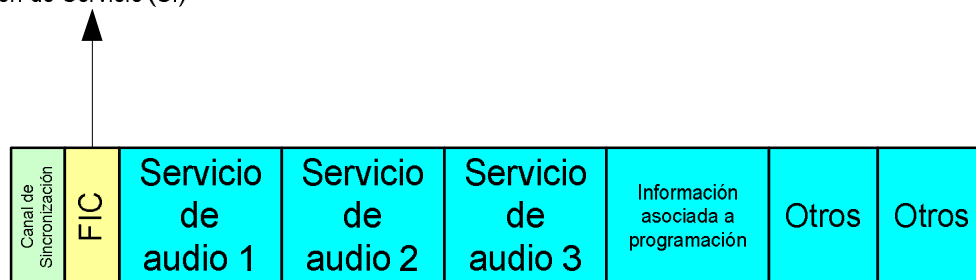 de Servicio (SI)
Canal de
Sincronización
FIC
Servicio
de
audio 1
Servicio
de
audio 2
Servicio
de
audio 3
Información
asociada a
programación
Otros
Otros